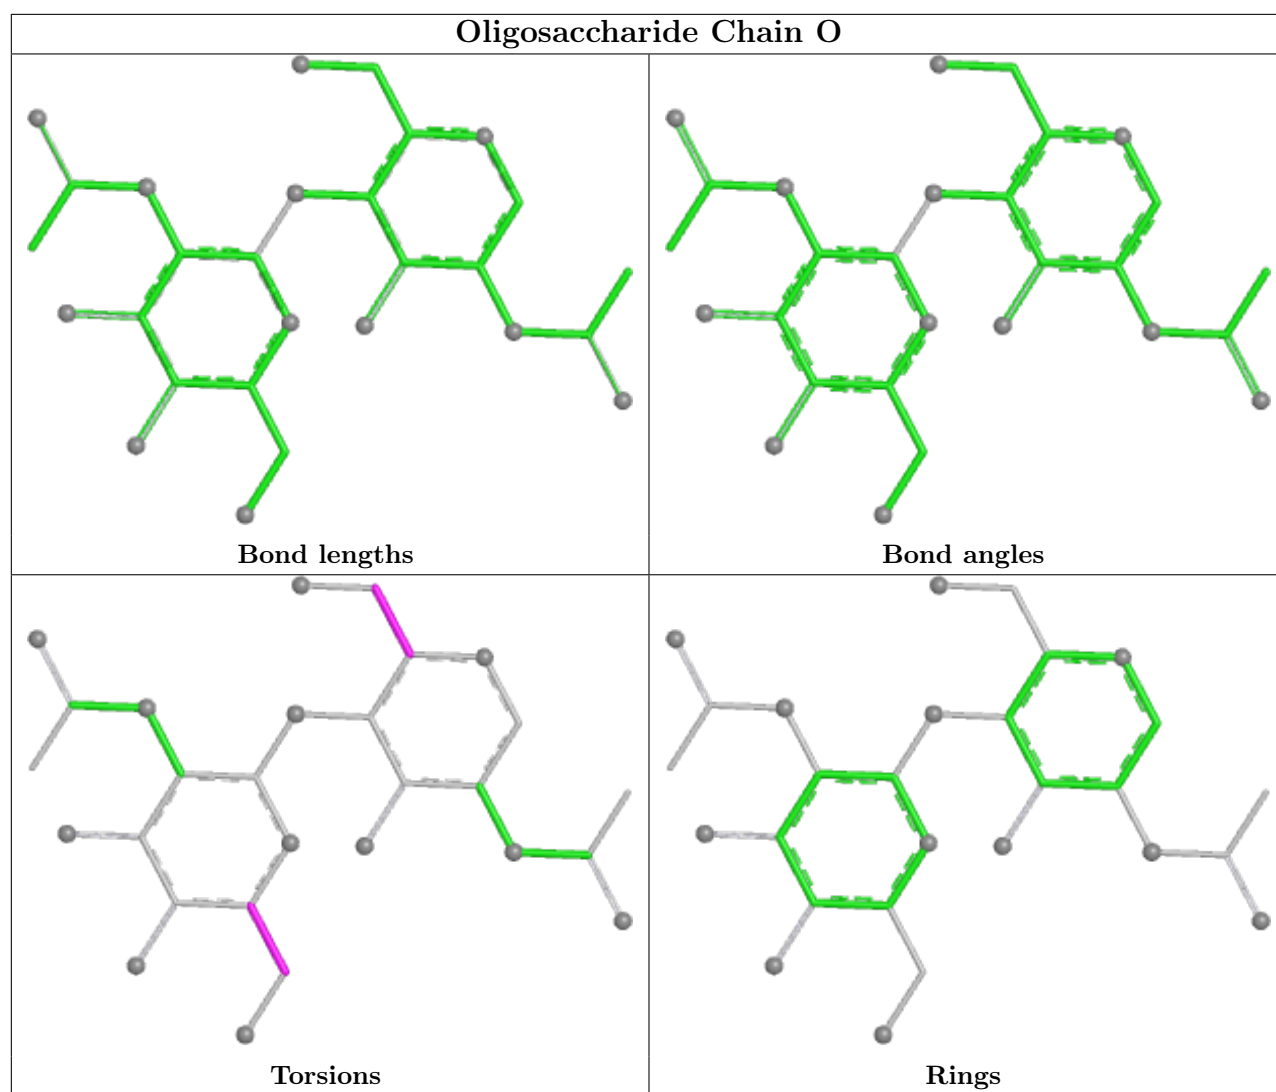 Oligosaccharide Chain O
Bond lengths
Bond angles
Torsions
Rings